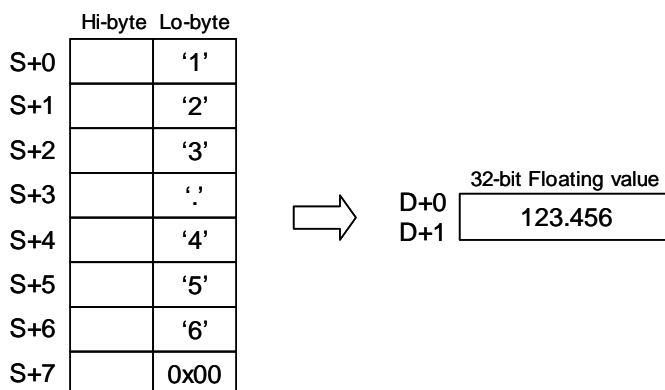 Hi-byte Lo-byte
S+0 ‘1’
S+1 ‘2’
S+2 ‘3’
S+3 ‘.’
S+4 ‘4’
S+5 ‘5’
S+6 ‘6’
S+7 0x00
32-bit Floating value
D+0 123.456
D+1